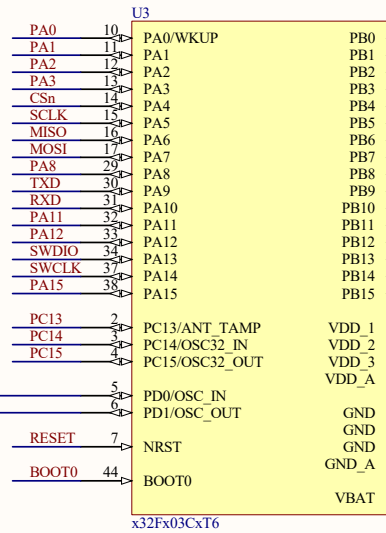 U3
PA0 10 PA0/WKUP PB0
PA1 11 PA1 PB1
PA2 12 PA2 PB2
PA3 13 PA3 PB3
CSn 14 PA4 PB4
SCLK 15 PA5 PB5
MISO 16 PA6 PB6
MOSI 17 PA7 PB7
PA8 29 PA8 PB8
TXD 30 PA9 PB9
RXD 31 PA10 PB10
PA11 32 PA11 PB11
PA12 33 PA12 PB12
SWDIO 34 PA13 PB13
SWCLK 37 PA14 PB14
PA15 38 PA15 PB15
PC13 2 PC13/ANT_TAMP VDD_1
PC14 3 PC14/OSC32_IN VDD_2
PC15 4 PC15/OSC32_OUT VDD_3
VDD_A
5 PD0/OSC_IN
6 PD1/OSC_OUT GND
GND
RESET 7 NRST GND
GND_A
BOOT0 44 BOOT0
VBAT
x32Fx03CxT6